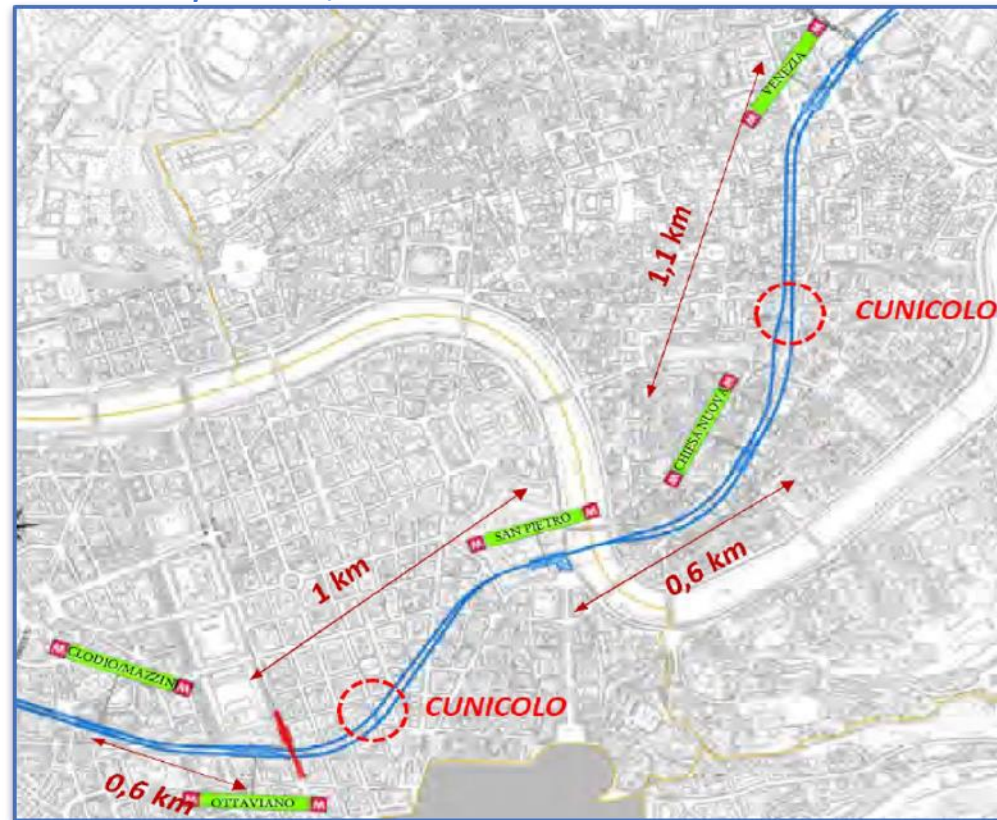 M VENEZIA M
1,1 km
CUNICOLO
M CHIESA NUOVA M
M SAN PIETRO M
0,6 km
1 km
M CLODIO/MAZZINI M
CUNICOLO
0,6 km
M OTTAVIANO M